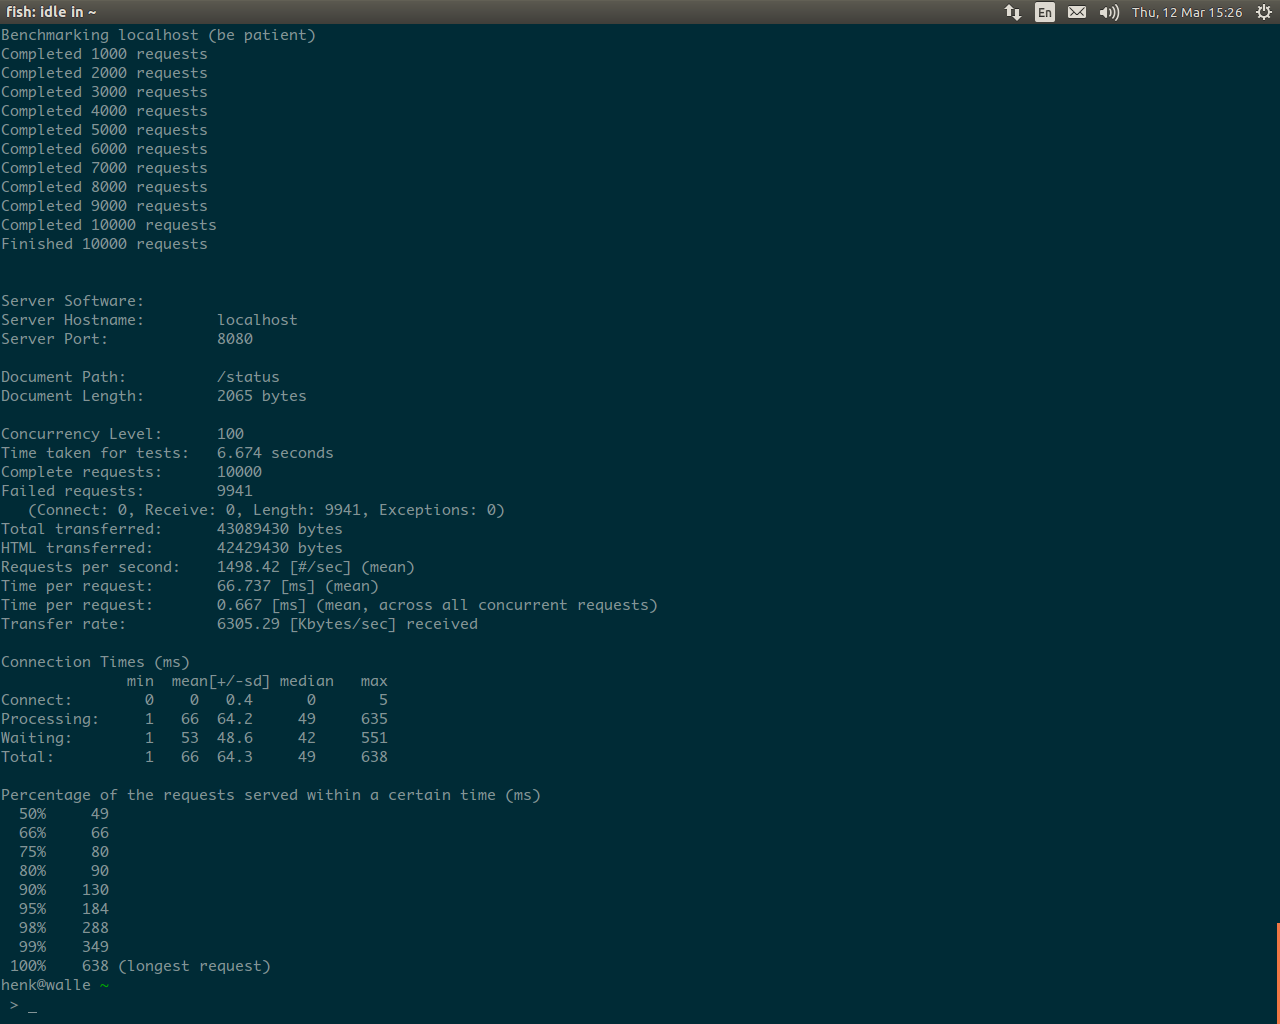 fish: idle in ~
En
Thu, 12 Mar 15:26
Benchmarking localhost (be patient)
Completed 1000 requests
Completed 2000 requests
Completed 3000 requests
Completed 4000 requests
Completed 5000 requests
Completed 6000 requests
Completed 7000 requests
Completed 8000 requests
Completed 9000 requests
Completed 10000 requests
Finished 10000 requests
Server Software:
Server Hostname:        localhost
Server Port:            8080
Document Path:          /status
Document Length:        2065 bytes
Concurrency Level:      100
Time taken for tests:   6.674 seconds
Complete requests:      10000
Failed requests:        9941
   (Connect: 0, Receive: 0, Length: 9941, Exceptions: 0)
Total transferred:      43089430 bytes
HTML transferred:       42429430 bytes
Requests per second:    1498.42 [#/sec] (mean)
Time per request:       66.737 [ms] (mean)
Time per request:       0.667 [ms] (mean, across all concurrent requests)
Transfer rate:          6305.29 [Kbytes/sec] received
Connection Times (ms)
              min  mean[+/-sd] median   max
Connect:        0    0   0.4      0       5
Processing:     1   66  64.2     49     635
Waiting:        1   53  48.6     42     551
Total:          1   66  64.3     49     638
Percentage of the requests served within a certain time (ms)
  50%     49
  66%     66
  75%     80
  80%     90
  90%    130
  95%    184
  98%    288
  99%    349
 100%    638 (longest request)
henk@walle ~
 > _